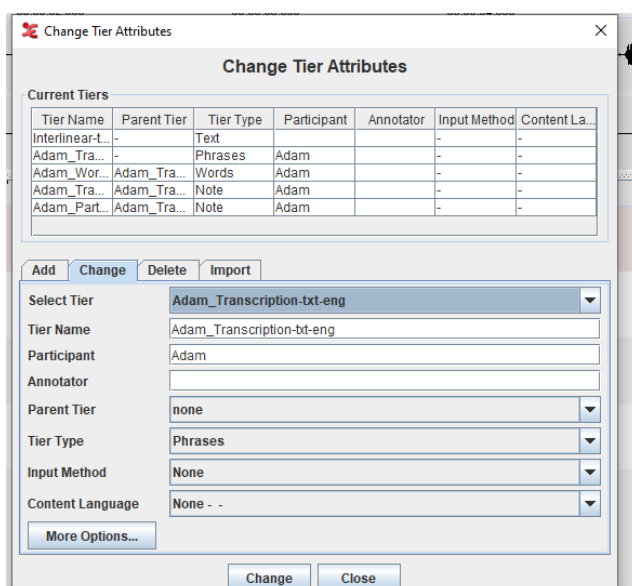 Change Tier Attributes
Change Tier Attributes
Current Tiers
Tier Name Parent Tier Tier Type Participant Annotator Input Method Content La...
Interlinear-t... - Text - -
Adam_Tra... - Phrases Adam - -
Adam_Wor... Adam_Tra... Words Adam - -
Adam_Tra... Adam_Tra... Note Adam - -
Adam_Part... Adam_Tra... Note Adam - -
Add Change Delete Import
Select Tier Adam_Transcription-txt-eng
Tier Name Adam_Transcription-txt-eng
Participant Adam
Annotator
Parent Tier none
Tier Type Phrases
Input Method None
Content Language None - -
More Options...
Change Close